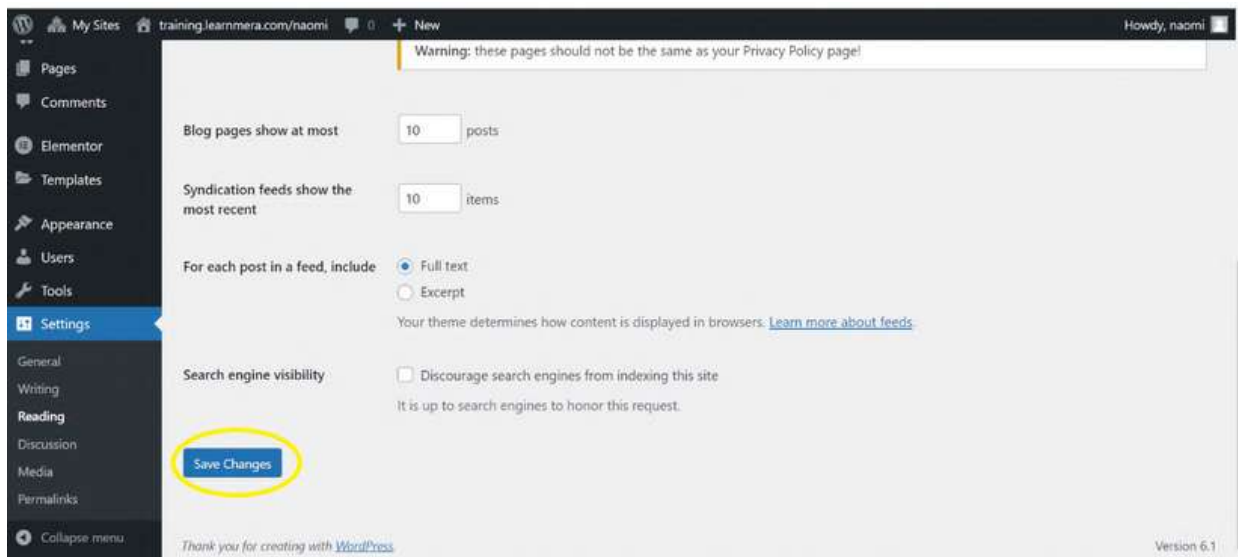 My Sites training.learnmera.com/naomi 0 + New Howdy, naomi
Warning: these pages should not be the same as your Privacy Policy page!
Pages
Comments
Elementor
Templates
Appearance
Users
Tools
Settings
General
Writing
Reading
Discussion
Media
Permalinks
Collapse menu
Blog pages show at most 10 posts
Syndication feeds show the
most recent 10 items
For each post in a feed, include Full text
Excerpt
Your theme determines how content is displayed in browsers. Learn more about feeds.
Search engine visibility Discourage search engines from indexing this site
It is up to search engines to honor this request.
Save Changes
Thank you for creating with WordPress. Version 6.1